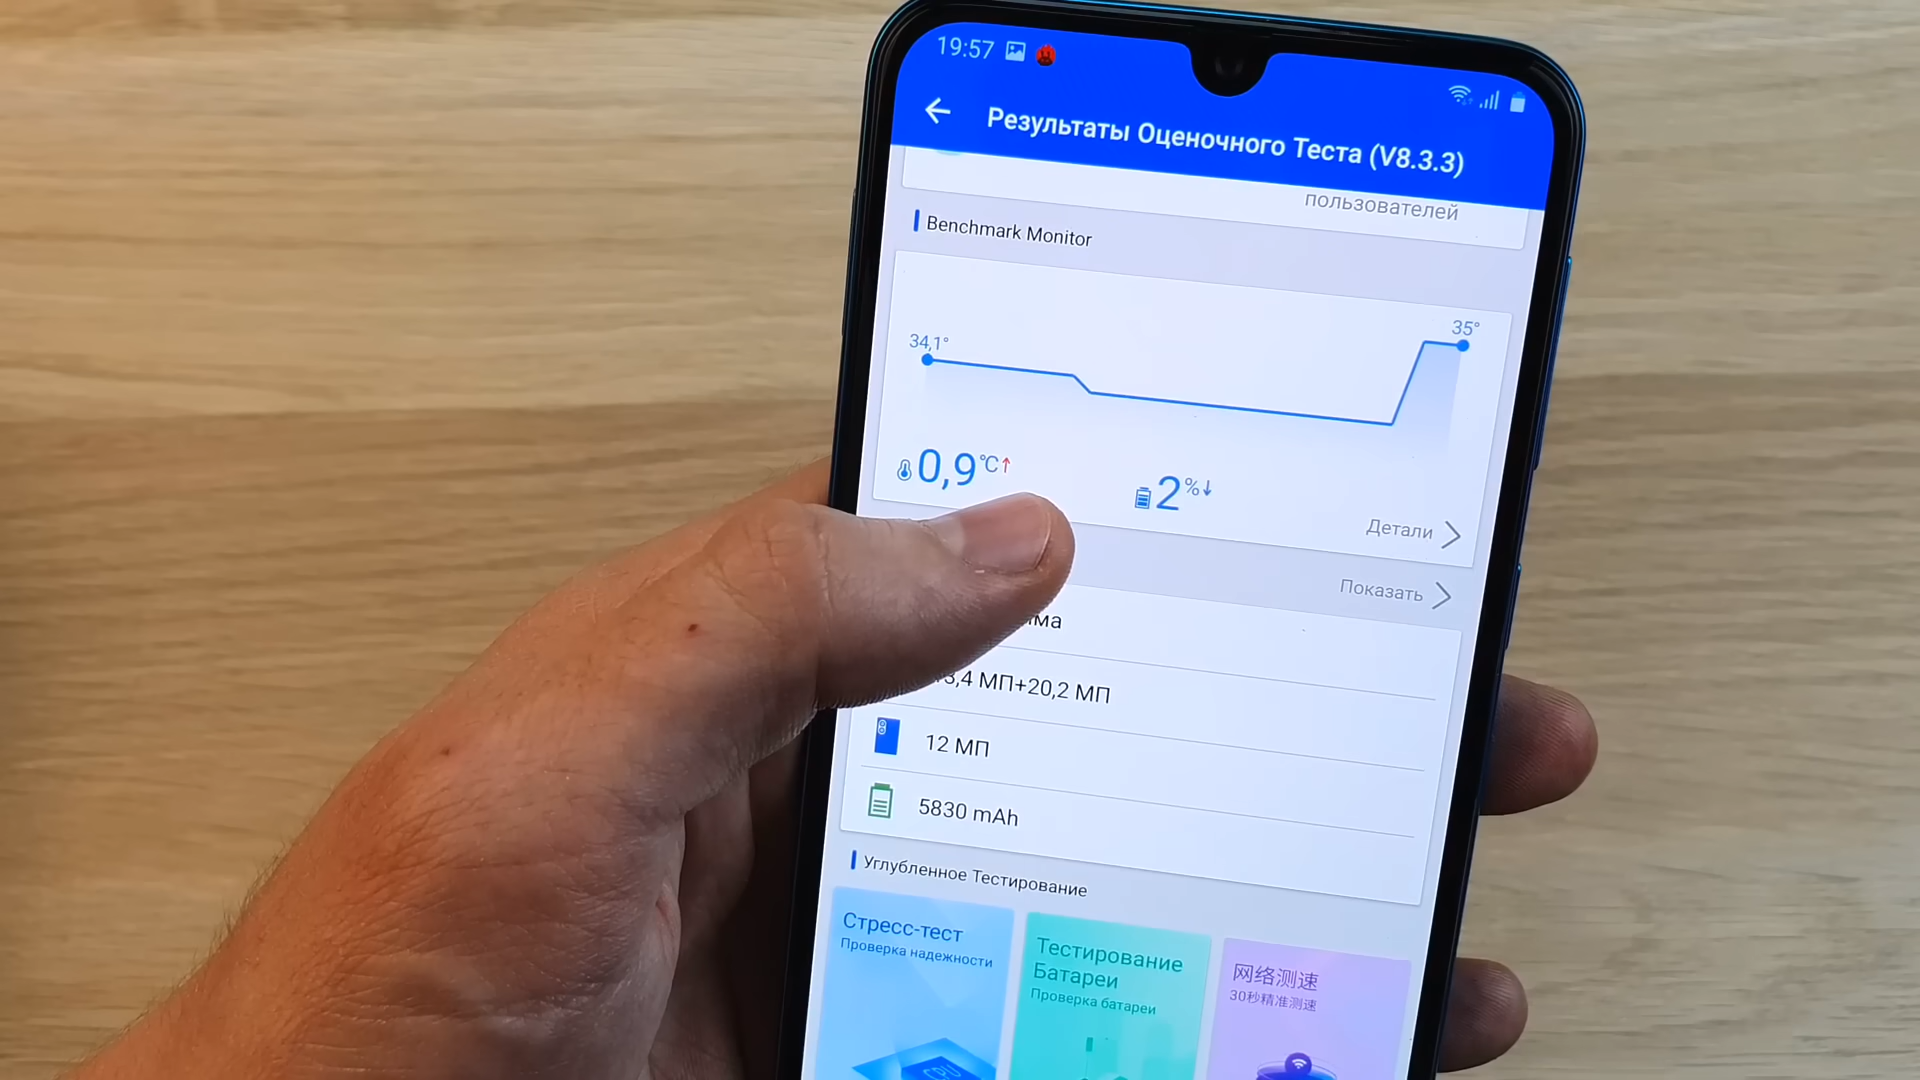 19:57
Результаты Оценочного Теста (V8.3.3)
пользователей
Benchmark Monitor
34,1°
35°
0,9 °C↑
2 %↓
Детали
Показать
3,4 МП+20,2 МП
12 МП
5830 mAh
Углубленное Тестирование
Стресс-тест
Проверка надежности
Тестирование
Батареи
Проверка батареи
网络测速
30秒精准测速